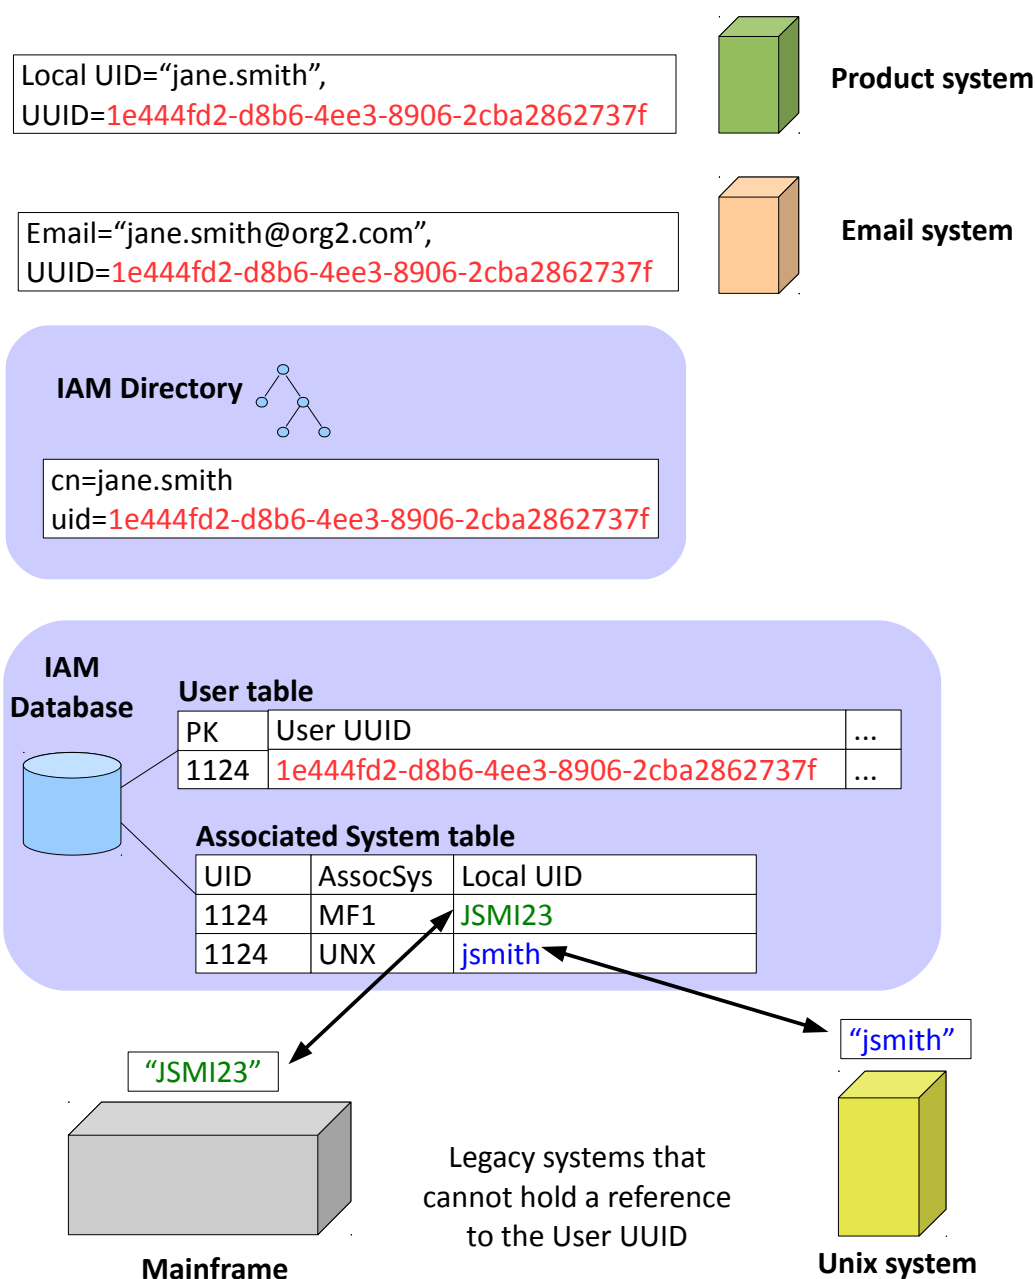 Local UID=“jane.smith”,
UUID=1e444fd2-d8b6-4ee3-8906-2cba2862737f
Product system
Email=“jane.smith@org2.com”,
UUID=1e444fd2-d8b6-4ee3-8906-2cba2862737f
Email system
IAM Directory
cn=jane.smith
uid=1e444fd2-d8b6-4ee3-8906-2cba2862737f
IAM
Database
User table
PK User UUID ...
1124 1e444fd2-d8b6-4ee3-8906-2cba2862737f ...
Associated System table
UID AssocSys Local UID
1124 MF1 JSMI23
1124 UNX jsmith
“JSMI23”
“jsmith”
Legacy systems that
cannot hold a reference
to the User UUID
Mainframe
Unix system